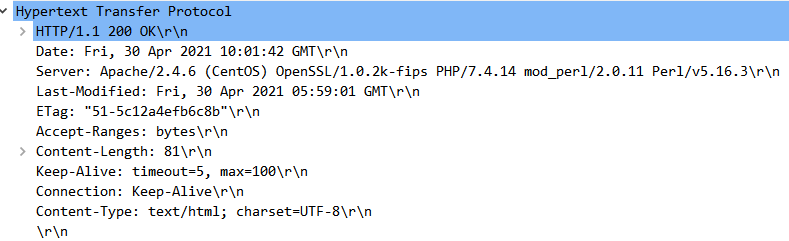 Hypertext Transfer Protocol
HTTP/1.1 200 OK\r\n
Date: Fri, 30 Apr 2021 10:01:42 GMT\r\n
Server: Apache/2.4.6 (CentOS) OpenSSL/1.0.2k-fips PHP/7.4.14 mod_perl/2.0.11 Perl/v5.16.3\r\n
Last-Modified: Fri, 30 Apr 2021 05:59:01 GMT\r\n
ETag: "51-5c12a4efb6c8b"\r\n
Accept-Ranges: bytes\r\n
Content-Length: 81\r\n
Keep-Alive: timeout=5, max=100\r\n
Connection: Keep-Alive\r\n
Content-Type: text/html; charset=UTF-8\r\n
\r\n